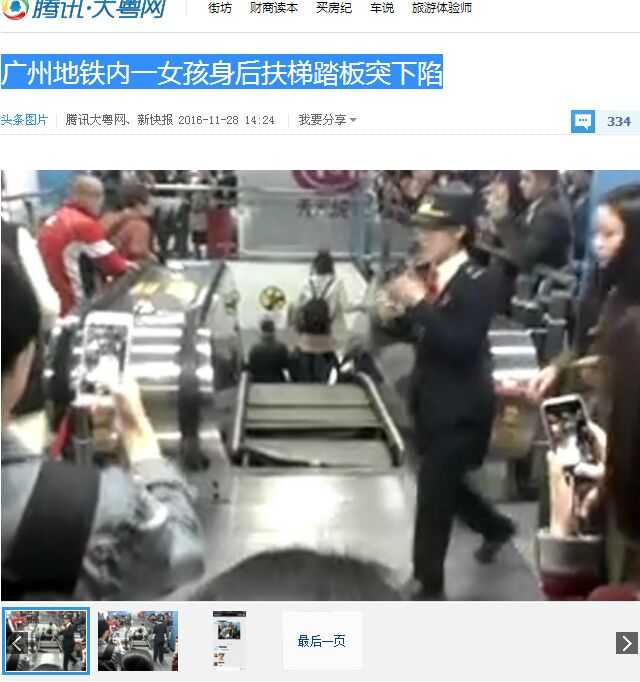 腾讯·大粤网 街坊 财商读本 买房纪 车说 旅游体验师
广州地铁内一女孩身后扶梯踏板突下陷
头条图片 腾讯大粤网、新快报 2016-11-28 14:24 我要分享 334
最后一页